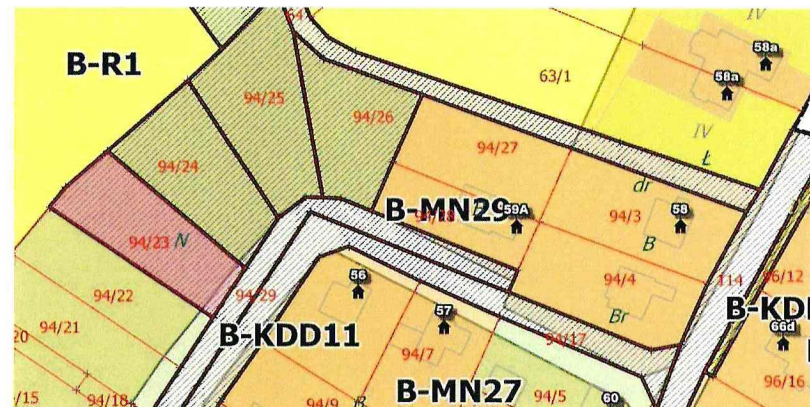 64
IV
58a
B-R1
94/25
63/1
58a
94/26
IV
94/27
94/24
Ł
dr
B-MN29
59A
94/3
58
94/23
N
B
94/22
94/29
56
94/4
114
96/12
94/21
57
Br
B-KDD11
94/17
66d
20
94/7
B-MN27
96/16
/15
94/18
94/9
B
94/5
60